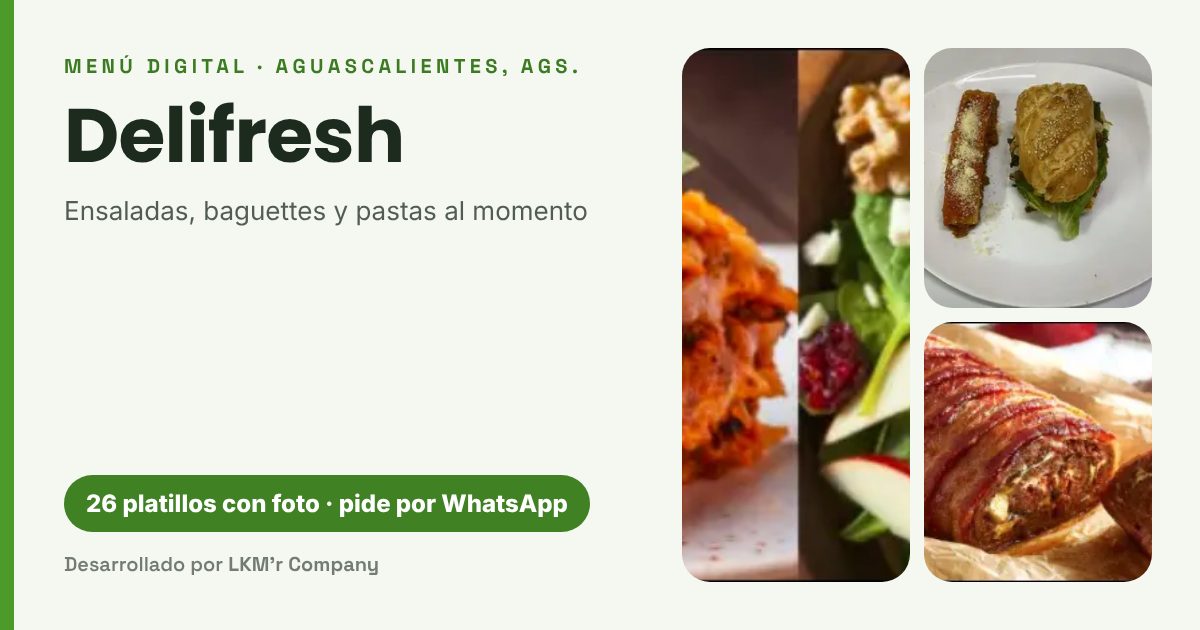 MENÚ DIGITAL · AGUASCALIENTES, AGS.
Delifresh
Ensaladas, baguettes y pastas al momento
26 platillos con foto · pide por WhatsApp
Desarrollado por LKM’r Company